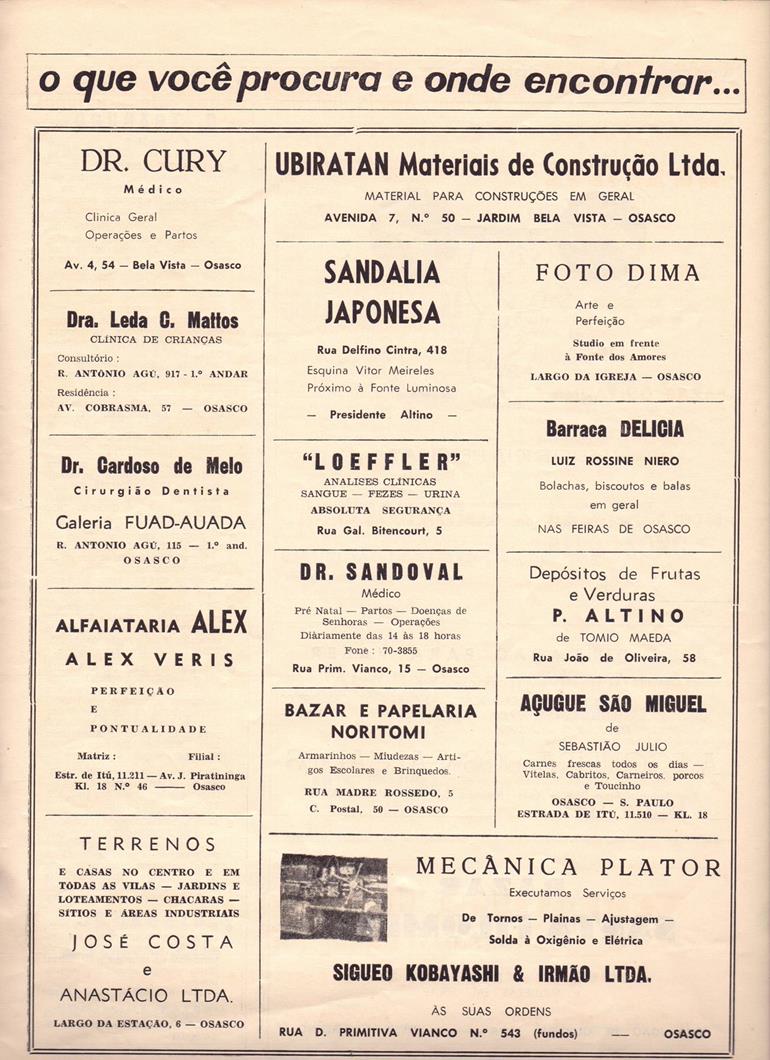 o que você procura e onde encontrar...
DR. CURY
Médico
Clinica Geral
Operações e Partos
Av. 4, 54 — Bela Vista — Osasco
Dra. Leda C. Mattos
CLÍNICA DE CRIANÇAS
Consultório :
R. ANTÔNIO AGÚ, 917 - 1.º ANDAR
Residência :
AV. COBRASMA, 57 — OSASCO
Dr. Cardoso de Melo
Cirurgião Dentista
Galeria FUAD-AUADA
R. ANTONIO AGÚ, 115 — 1.º and.
OSASCO
ALFAIATARIA ALEX
ALEX VERIS
PERFEIÇÃO
E
PONTUALIDADE
Matriz : Filial :
Estr. de Itú, 11.211 — Av. J. Piratininga
Kl. 18 N.º 46 —— Osasco
TERRENOS
E CASAS NO CENTRO E EM
TÔDAS AS VILAS — JARDINS E
LOTEAMENTOS — CHACARAS —
SÍTIOS E ÁREAS INDUSTRIAIS
JOSÉ COSTA
e
ANASTÁCIO LTDA.
LARGO DA ESTAÇÃO, 6 — OSASCO
UBIRATAN Materiais de Construção Ltda.
MATERIAL PARA CONSTRUÇÕES EM GERAL
AVENIDA 7, N.º 50 — JARDIM BELA VISTA — OSASCO
SANDALIA
JAPONESA
Rua Delfino Cintra, 418
Esquina Vitor Meireles
Próximo à Fonte Luminosa
— Presidente Altino —
"LOEFFLER"
ANALISES CLÍNICAS
SANGUE — FEZES — URINA
ABSOLUTA SEGURANÇA
Rua Gal. Bitencourt, 5
DR. SANDOVAL
Médico
Pré Natal — Partos — Doenças de
Senhoras — Operações
Diàriamente das 14 às 18 horas
Fone : 70-3855
Rua Prim. Vianco, 15 — Osasco
BAZAR E PAPELARIA
NORITOMI
Armarinhos — Miudezas — Arti-
gos Escolares e Brinquedos.
RUA MADRE ROSSEDO, 5
C. Postal, 50 — OSASCO
FOTO DIMA
Arte e
Perfeição
Studio em frente
à Fonte dos Amores
LARGO DA IGREJA — OSASCO
Barraca DELICIA
LUIZ ROSSINE NIERO
Bolachas, biscoutos e balas
em geral
NAS FEIRAS DE OSASCO
Depósitos de Frutas
e Verduras
P. ALTINO
de TOMIO MAEDA
Rua João de Oliveira, 58
AÇUGUE SÃO MIGUEL
de
SEBASTIÃO JULIO
Carnes frescas todos os dias —
Vitelas, Cabritos, Carneiros, porcos
e Toucinho
OSASCO — S. PAULO
ESTRADA DE ITÚ, 11.510 — KL. 18
MECÂNICA PLATOR
Executamos Serviços
De Tornos — Plainas — Ajustagem —
Solda à Oxigênio e Elétrica
SIGUEO KOBAYASHI & IRMÃO LTDA.
ÀS SUAS ORDENS
RUA D. PRIMITIVA VIANCO N.º 543 (fundos) —— OSASCO